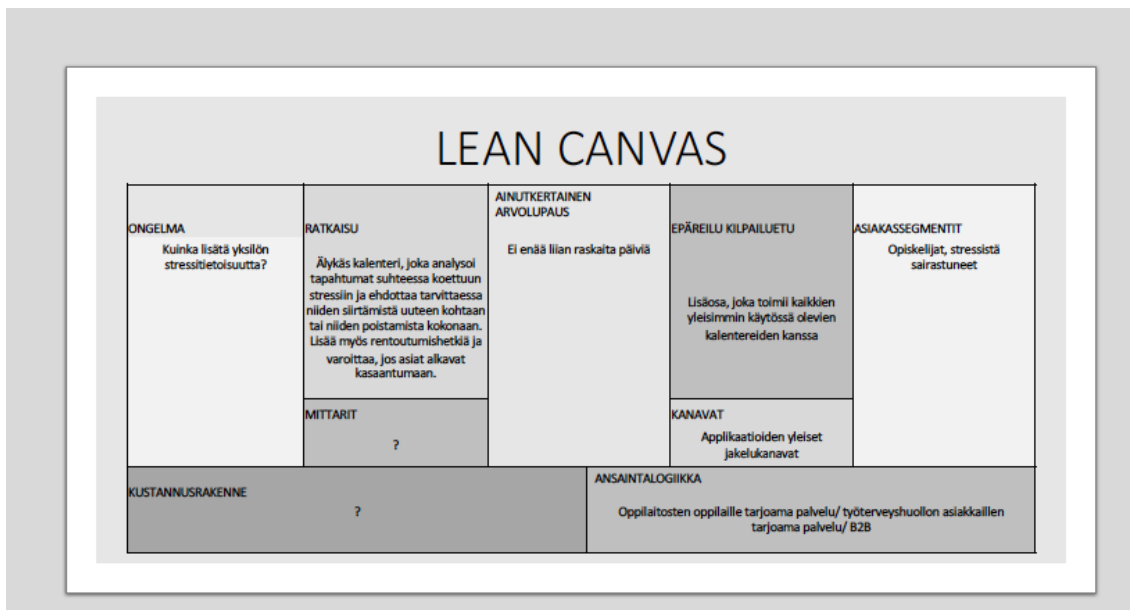 LEAN CANVAS
ONGELMA
Kuinka lisätä yksilön
stressitietoisuutta?
RATKAISU
Älykäs kalenteri, joka analysoi
tapahtumat suhteessa koettuun
stressiin ja ehdottaa tarvittaessa
niiden siirtämistä uuteen kohtaan
tai niiden poistamista kokonaan.
Lisää myös rentoutumishetkiä ja
varoittaa, jos asiat alkavat
kasaantumaan.
MITTARIT
?
AINUTKERTAINEN
ARVOLUPAUS
Ei enää liian raskaita päiviä
EPÄREILU KILPAILUETU
Lisäosa, joka toimii kaikkien
yleisimmin käytössä olevien
kalentereiden kanssa
KANAVAT
Applikaatioiden yleiset
jakelukanavat
ASIAKASSEGMENTIT
Opiskelijat, stressistä
sairastuneet
KUSTANNUSRAKENNE
?
ANSAINTALOGIIKKA
Oppilaitosten oppilaille tarjoama palvelu/ työterveyshuollon asiakkaillen
tarjoama palvelu/ B2B